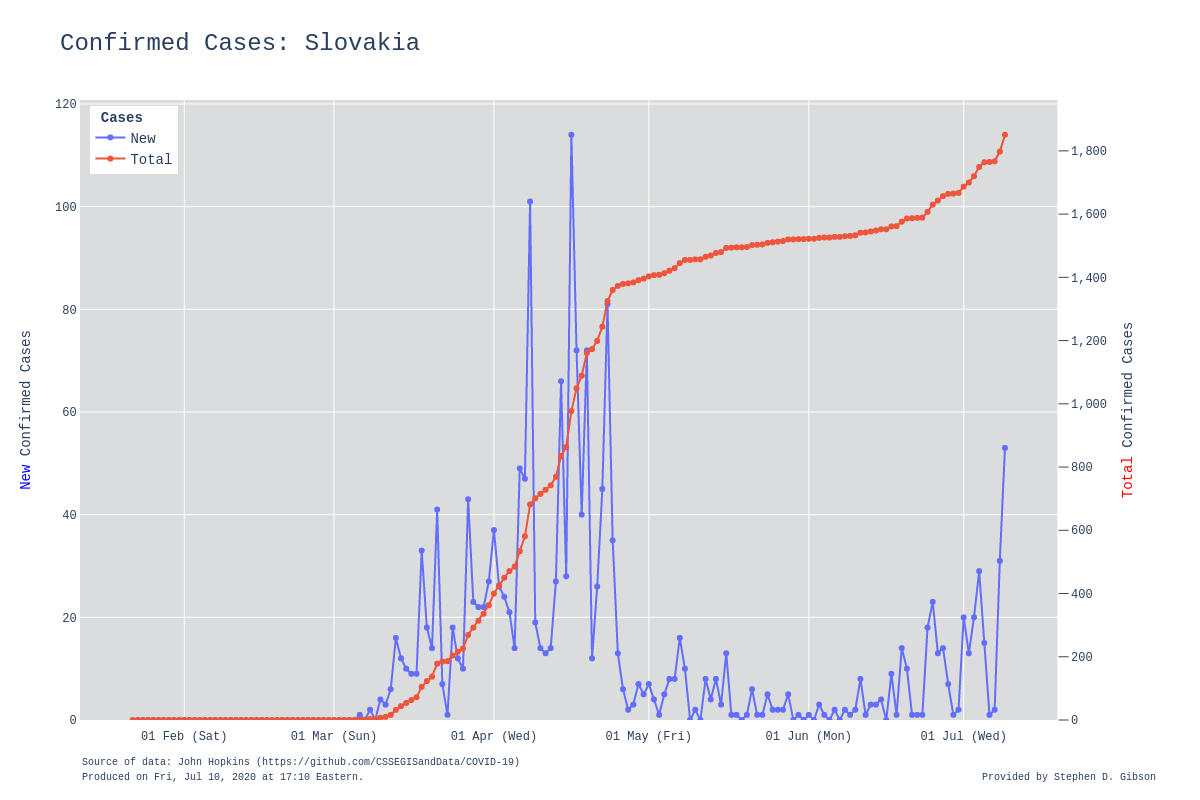 Confirmed Cases: Slovakia
Cases
New
Total
120
100
80
60
40
20
0
1,800
1,600
1,400
1,200
1,000
800
600
400
200
0
New Confirmed Cases
Total Confirmed Cases
01 Feb (Sat) 01 Mar (Sun) 01 Apr (Wed) 01 May (Fri) 01 Jun (Mon) 01 Jul (Wed)
Source of data: John Hopkins (https://github.com/CSSEGISandData/COVID-19)
Produced on Fri, Jul 10, 2020 at 17:10 Eastern.
Provided by Stephen D. Gibson